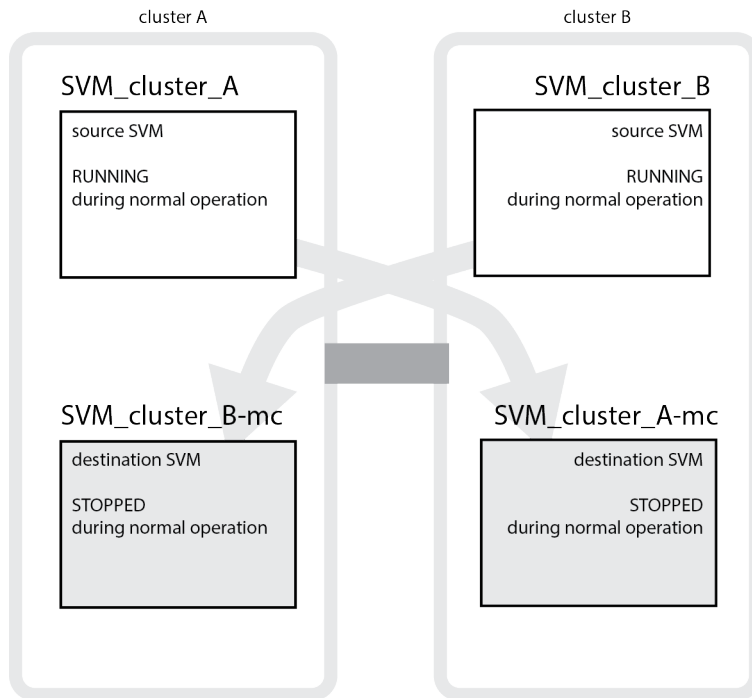 cluster A
cluster B
SVM_cluster_A
source SVM
RUNNING
during normal operation
SVM_cluster_B
source SVM
RUNNING
during normal operation
SVM_cluster_B-mc
destination SVM
STOPPED
during normal operation
SVM_cluster_A-mc
destination SVM
STOPPED
during normal operation